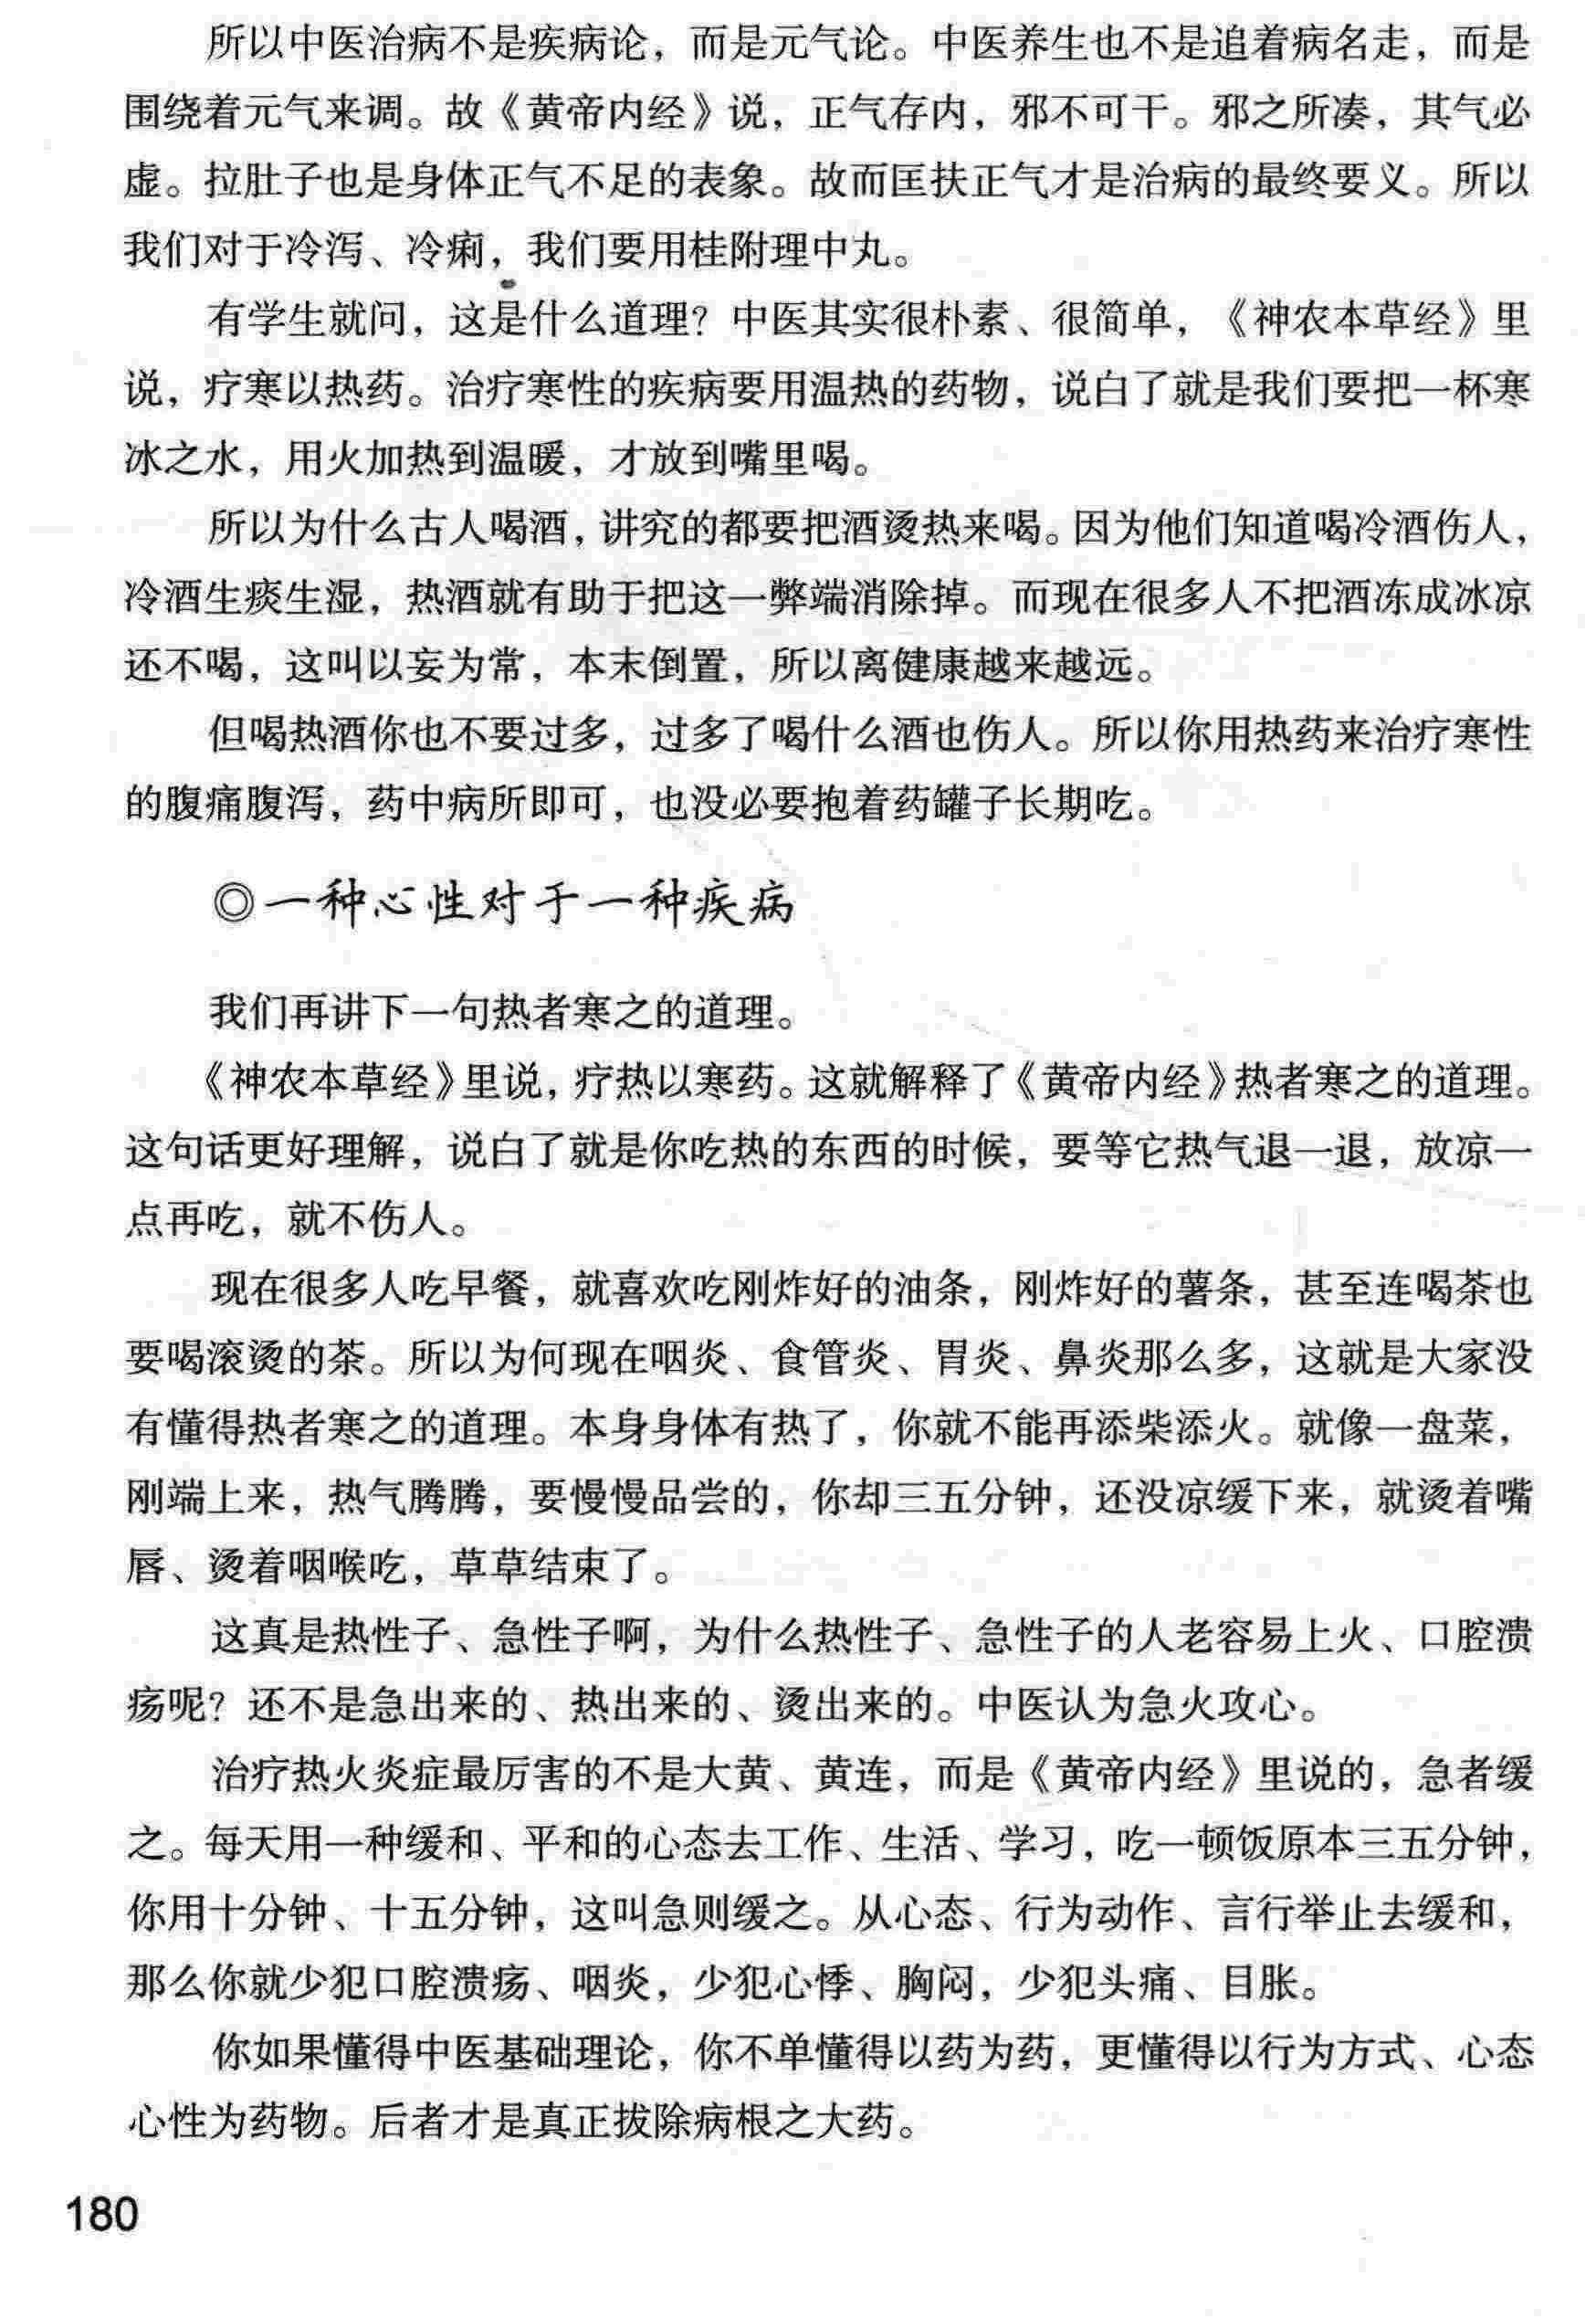 所以中医治病不是疾病论，而是元气论。中医养生也不是追着病名走，而是
围绕着元气来调。故《黄帝内经》说，正气存内，邪不可干。邪之所凑，其气必
虚。拉肚子也是身体正气不足的表象。故而匡扶正气才是治病的最终要义。所以
我们对于冷泻、冷痢，我们要用桂附理中丸。
有学生就问，这是什么道理？中医其实很朴素、很简单，《神农本草经》里
说，疗寒以热药。治疗寒性的疾病要用温热的药物，说白了就是我们要把一杯寒
冰之水，用火加热到温暖，才放到嘴里喝。
所以为什么古人喝酒，讲究的都要把酒烫热来喝。因为他们知道喝冷酒伤人，
冷酒生痰生湿，热酒就有助于把这一弊端消除掉。而现在很多人不把酒冻成冰凉
还不喝，这叫以妄为常，本末倒置，所以离健康越来越远。
但喝热酒你也不要过多，过多了喝什么酒也伤人。所以你用热药来治疗寒性
的腹痛腹泻，药中病所即可，也没必要抱着药罐子长期吃。
◎一种心性对于一种疾病
我们再讲下一句热者寒之的道理。
《神农本草经》里说，疗热以寒药。这就解释了《黄帝内经》热者寒之的道理。
这句话更好理解，说白了就是你吃热的东西的时候，要等它热气退一退，放凉一
点再吃，就不伤人。
现在很多人吃早餐，就喜欢吃刚炸好的油条，刚炸好的薯条，甚至连喝茶也
要喝滚烫的茶。所以为何现在咽炎、食管炎、胃炎、鼻炎那么多，这就是大家没
有懂得热者寒之的道理。本身身体有热了，你就不能再添柴添火。就像一盘菜，
刚端上来，热气腾腾，要慢慢品尝的，你却三五分钟，还没凉缓下来，就烫着嘴
唇、烫着咽喉吃，草草结束了。
这真是热性子、急性子啊，为什么热性子、急性子的人老容易上火、口腔溃
疡呢？还不是急出来的、热出来的、烫出来的。中医认为急火攻心。
治疗热火炎症最厉害的不是大黄、黄连，而是《黄帝内经》里说的，急者缓
之。每天用一种缓和、平和的心态去工作、生活、学习，吃一顿饭原本三五分钟，
你用十分钟、十五分钟，这叫急则缓之。从心态、行为动作、言行举止去缓和，
那么你就少犯口腔溃疡、咽炎，少犯心悸、胸闷，少犯头痛、目胀。
你如果懂得中医基础理论，你不单懂得以药为药，更懂得以行为方式、心态
心性为药物。后者才是真正拔除病根之大药。
180